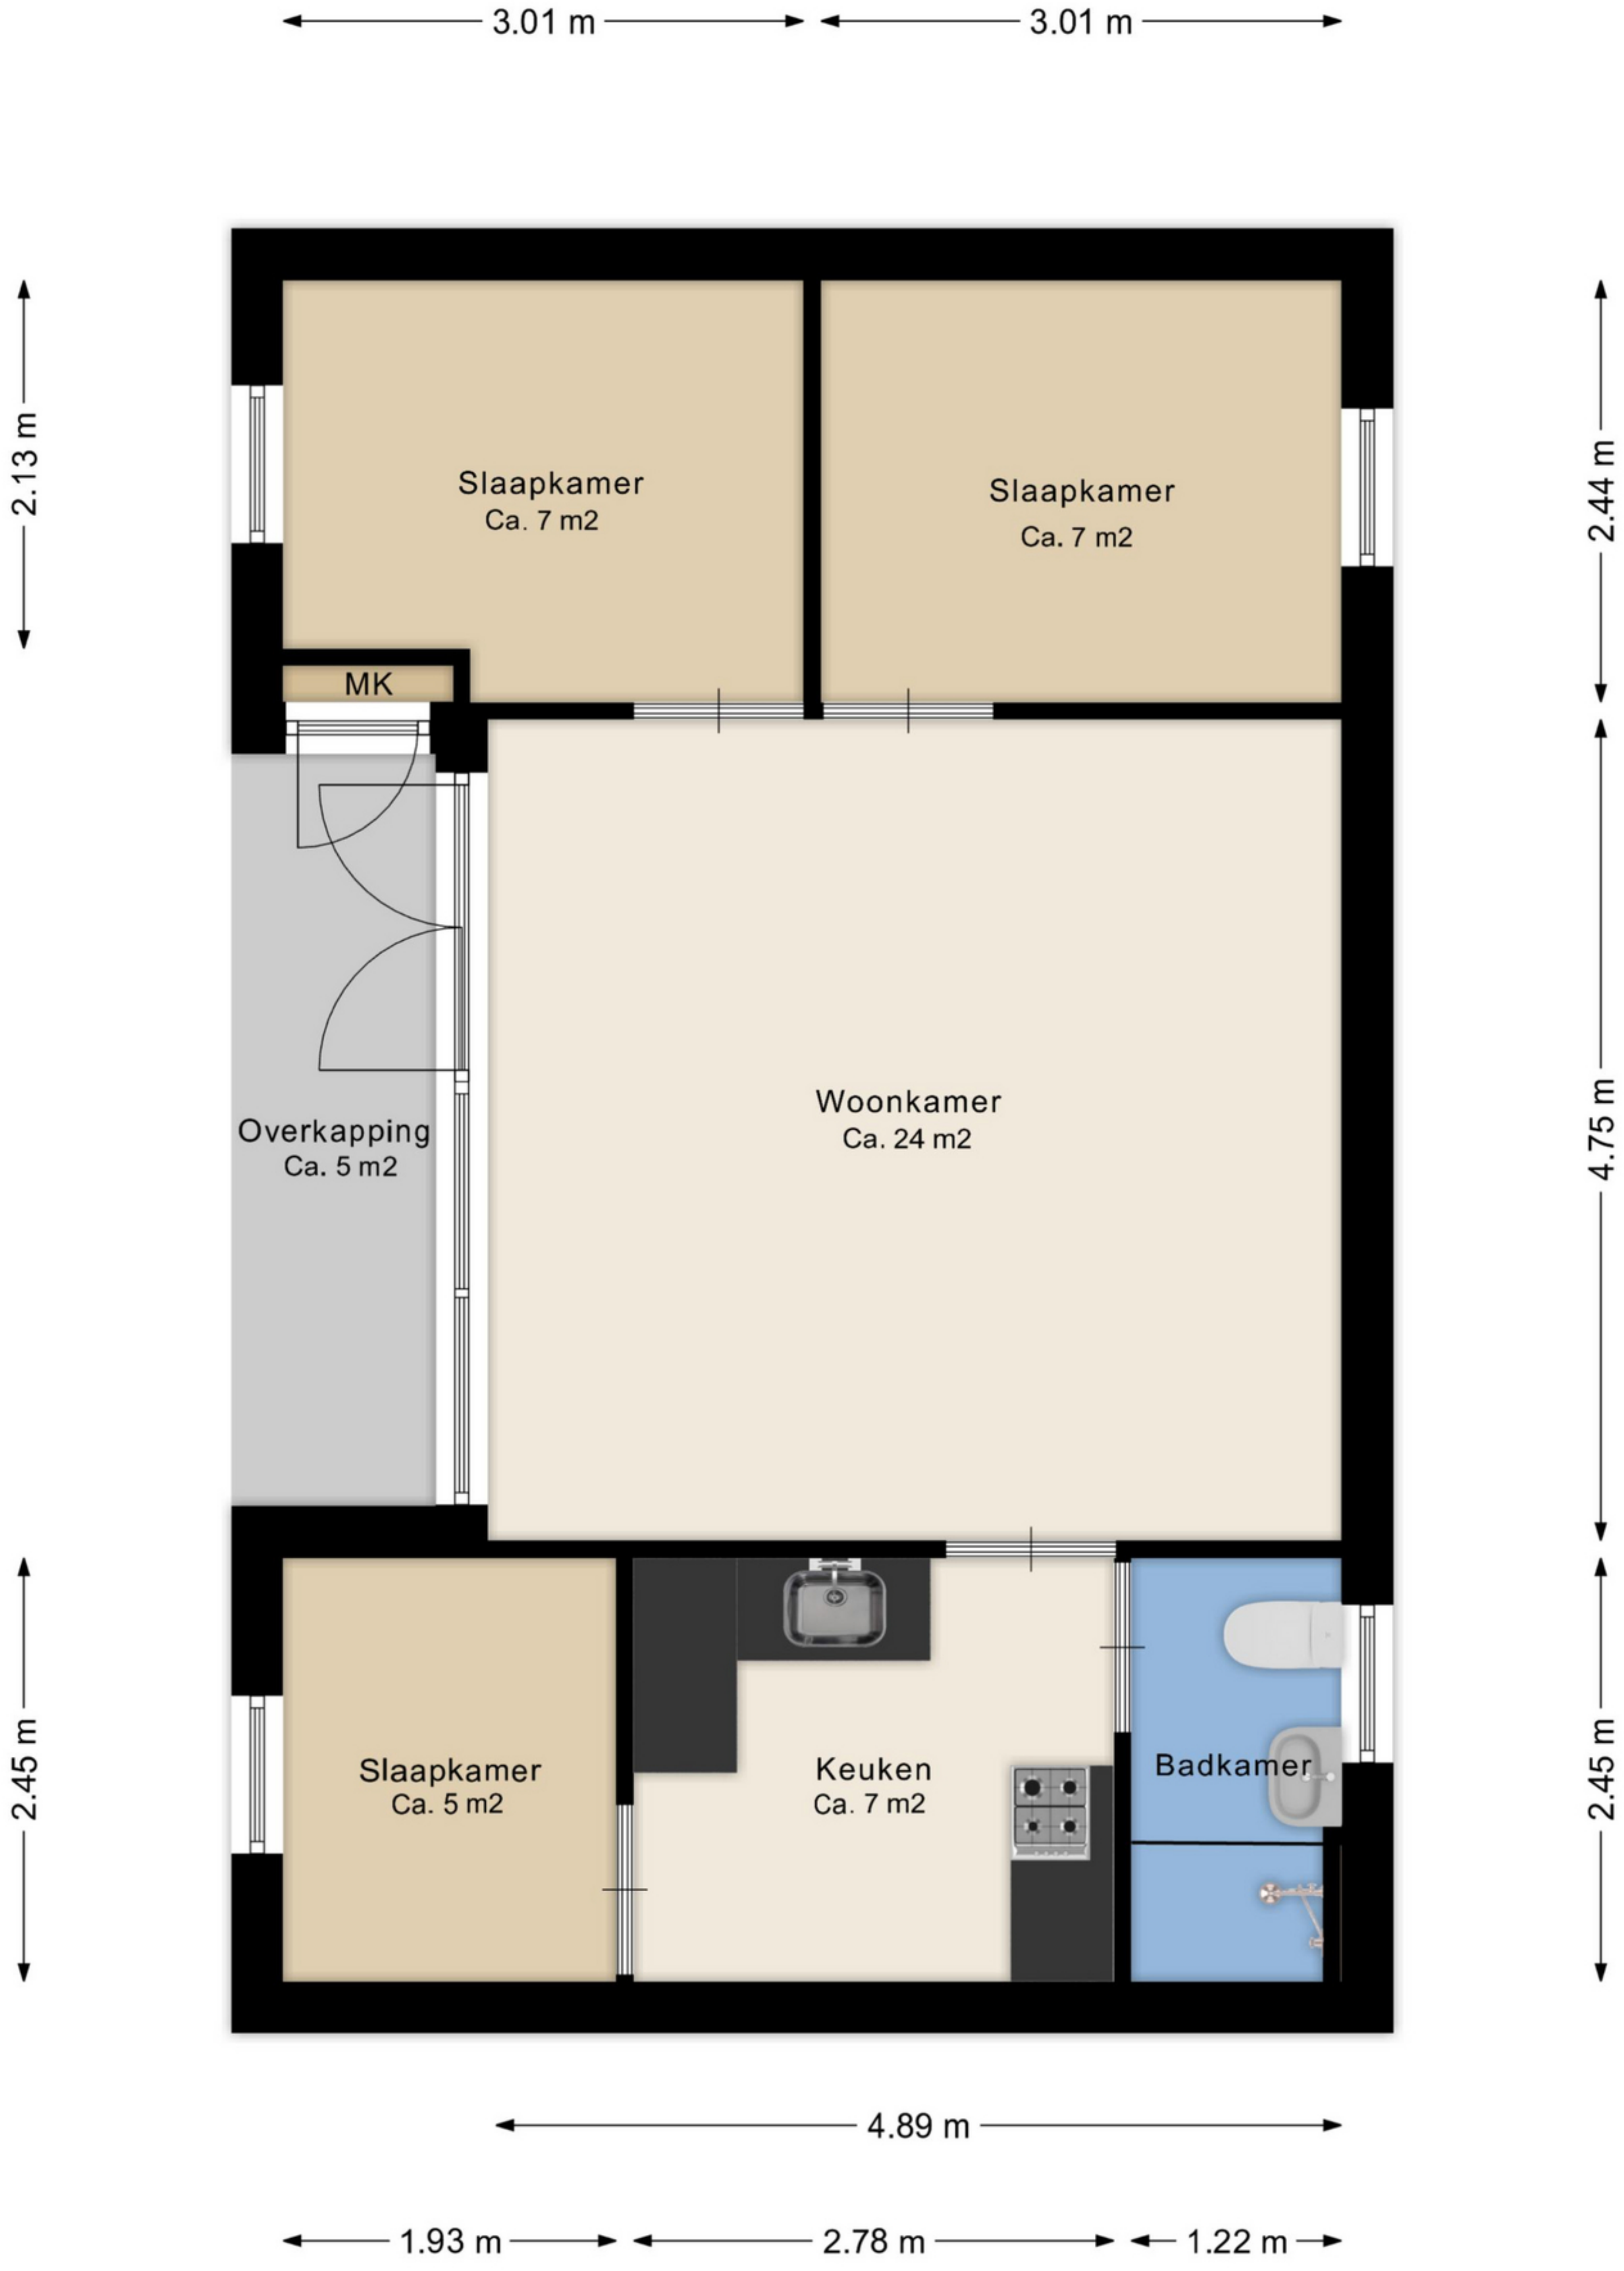 3.01 m
3.01 m
2.13 m
2.44 m
Slaapkamer
Ca. 7 m2
Slaapkamer
Ca. 7 m2
MK
4.75 m
Woonkamer
Ca. 24 m2
Overkapping
Ca. 5 m2
2.45 m
2.45 m
Slaapkamer
Ca. 5 m2
Keuken
Ca. 7 m2
Badkamer
4.89 m
1.93 m
2.78 m
1.22 m